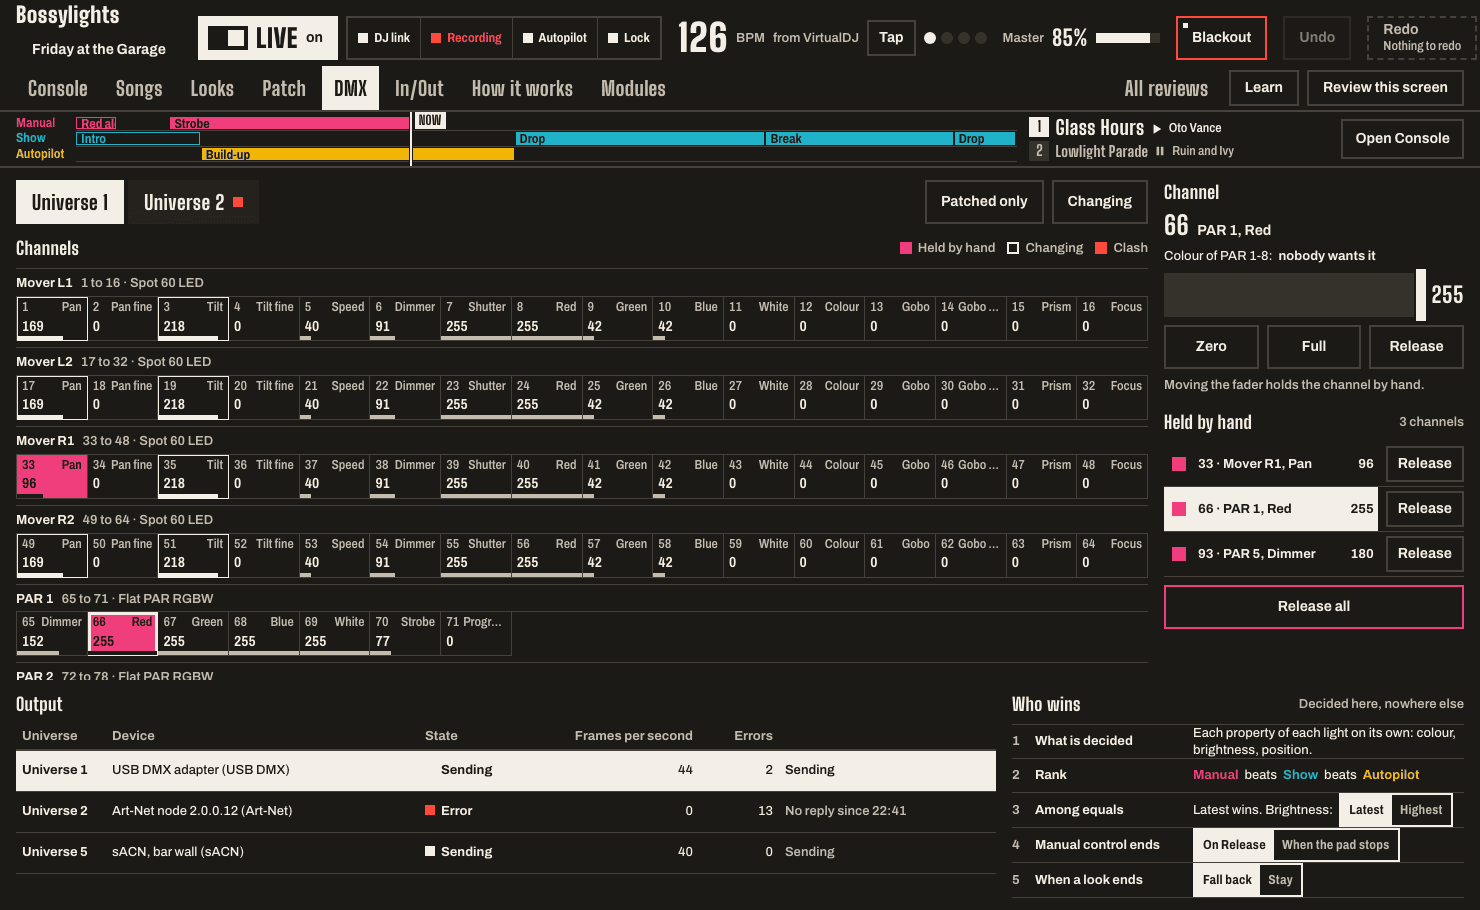 Bossylights
Friday at the Garage
LIVE on
DJ link
Recording
Autopilot
Lock
126 BPM from VirtualDJ
Tap
Master 85%
Blackout
Undo
Redo
Nothing to redo
Console Songs Looks Patch DMX In/Out How it works Modules
All reviews Learn Review this screen
Manual Red al Strobe
NOW
Show Intro Drop Break Drop
Autopilot Build-up
1 Glass Hours Oto Vance
2 Lowlight Parade Ruin and Ivy
Open Console
Universe 1 Universe 2
Patched only Changing
Channels
Held by hand Changing Clash
Mover L1 1 to 16 · Spot 60 LED
1 Pan 2 Pan fine 3 Tilt 4 Tilt fine 5 Speed 6 Dimmer 7 Shutter 8 Red 9 Green 10 Blue 11 White 12 Colour 13 Gobo 14 Gobo ... 15 Prism 16 Focus
169 0 218 0 40 91 255 255 42 42 0 0 0 0 0 0
Mover L2 17 to 32 · Spot 60 LED
17 Pan 18 Pan fine 19 Tilt 20 Tilt fine 21 Speed 22 Dimmer 23 Shutter 24 Red 25 Green 26 Blue 27 White 28 Colour 29 Gobo 30 Gobo ... 31 Prism 32 Focus
169 0 218 0 40 91 255 255 42 42 0 0 0 0 0 0
Mover R1 33 to 48 · Spot 60 LED
33 Pan 34 Pan fine 35 Tilt 36 Tilt fine 37 Speed 38 Dimmer 39 Shutter 40 Red 41 Green 42 Blue 43 White 44 Colour 45 Gobo 46 Gobo ... 47 Prism 48 Focus
96 0 218 0 40 91 255 255 42 42 0 0 0 0 0 0
Mover R2 49 to 64 · Spot 60 LED
49 Pan 50 Pan fine 51 Tilt 52 Tilt fine 53 Speed 54 Dimmer 55 Shutter 56 Red 57 Green 58 Blue 59 White 60 Colour 61 Gobo 62 Gobo ... 63 Prism 64 Focus
169 0 218 0 40 91 255 255 42 42 0 0 0 0 0 0
PAR 1 65 to 71 · Flat PAR RGBW
65 Dimmer 66 Red 67 Green 68 Blue 69 White 70 Strobe 71 Progr...
152 255 255 255 255 77 0
PAR 2 72 to 78 · Flat PAR RGBW
Channel
66 PAR 1, Red
Colour of PAR 1-8: nobody wants it
255
Zero Full Release
Moving the fader holds the channel by hand.
Held by hand 3 channels
33 · Mover R1, Pan 96 Release
66 · PAR 1, Red 255 Release
93 · PAR 5, Dimmer 180 Release
Release all
Output
Universe Device State Frames per second Errors
Universe 1 USB DMX adapter (USB DMX) Sending 44 2 Sending
Universe 2 Art-Net node 2.0.0.12 (Art-Net) Error 0 13 No reply since 22:41
Universe 5 sACN, bar wall (sACN) Sending 40 0 Sending
Who wins Decided here, nowhere else
1 What is decided Each property of each light on its own: colour,
brightness, position.
2 Rank Manual beats Show beats Autopilot
3 Among equals Latest wins. Brightness: Latest Highest
4 Manual control ends On Release When the pad stops
5 When a look ends Fall back Stay